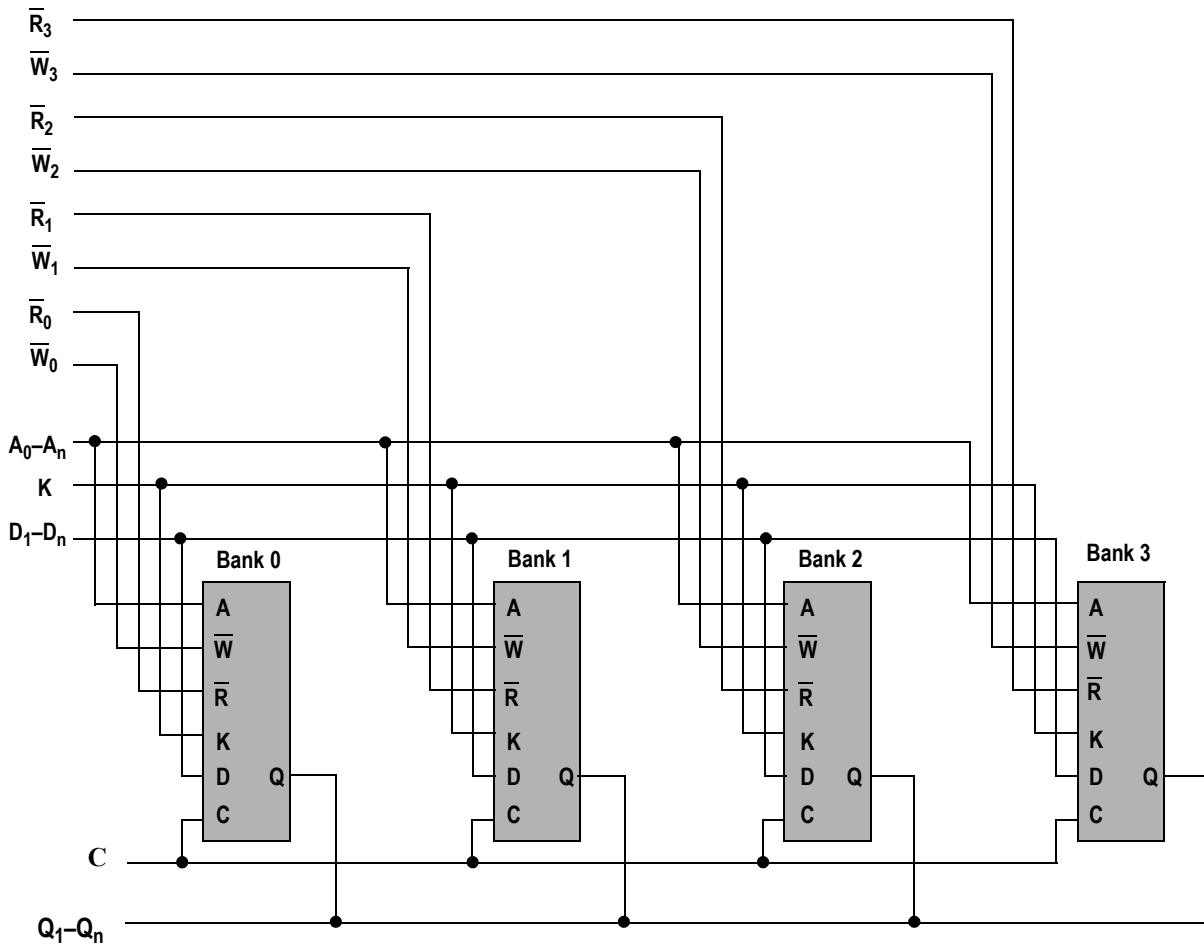 R̅3
W̅3
R̅2
W̅2
R̅1
W̅1
R̅0
W̅0
A0–An
K
D1–Dn
Bank 0
Bank 1
Bank 2
Bank 3
A
W̅
R̅
K
D Q
C
A
W̅
R̅
K
D Q
C
A
W̅
R̅
K
D Q
C
A
W̅
R̅
K
D Q
C
C
Q1–Qn